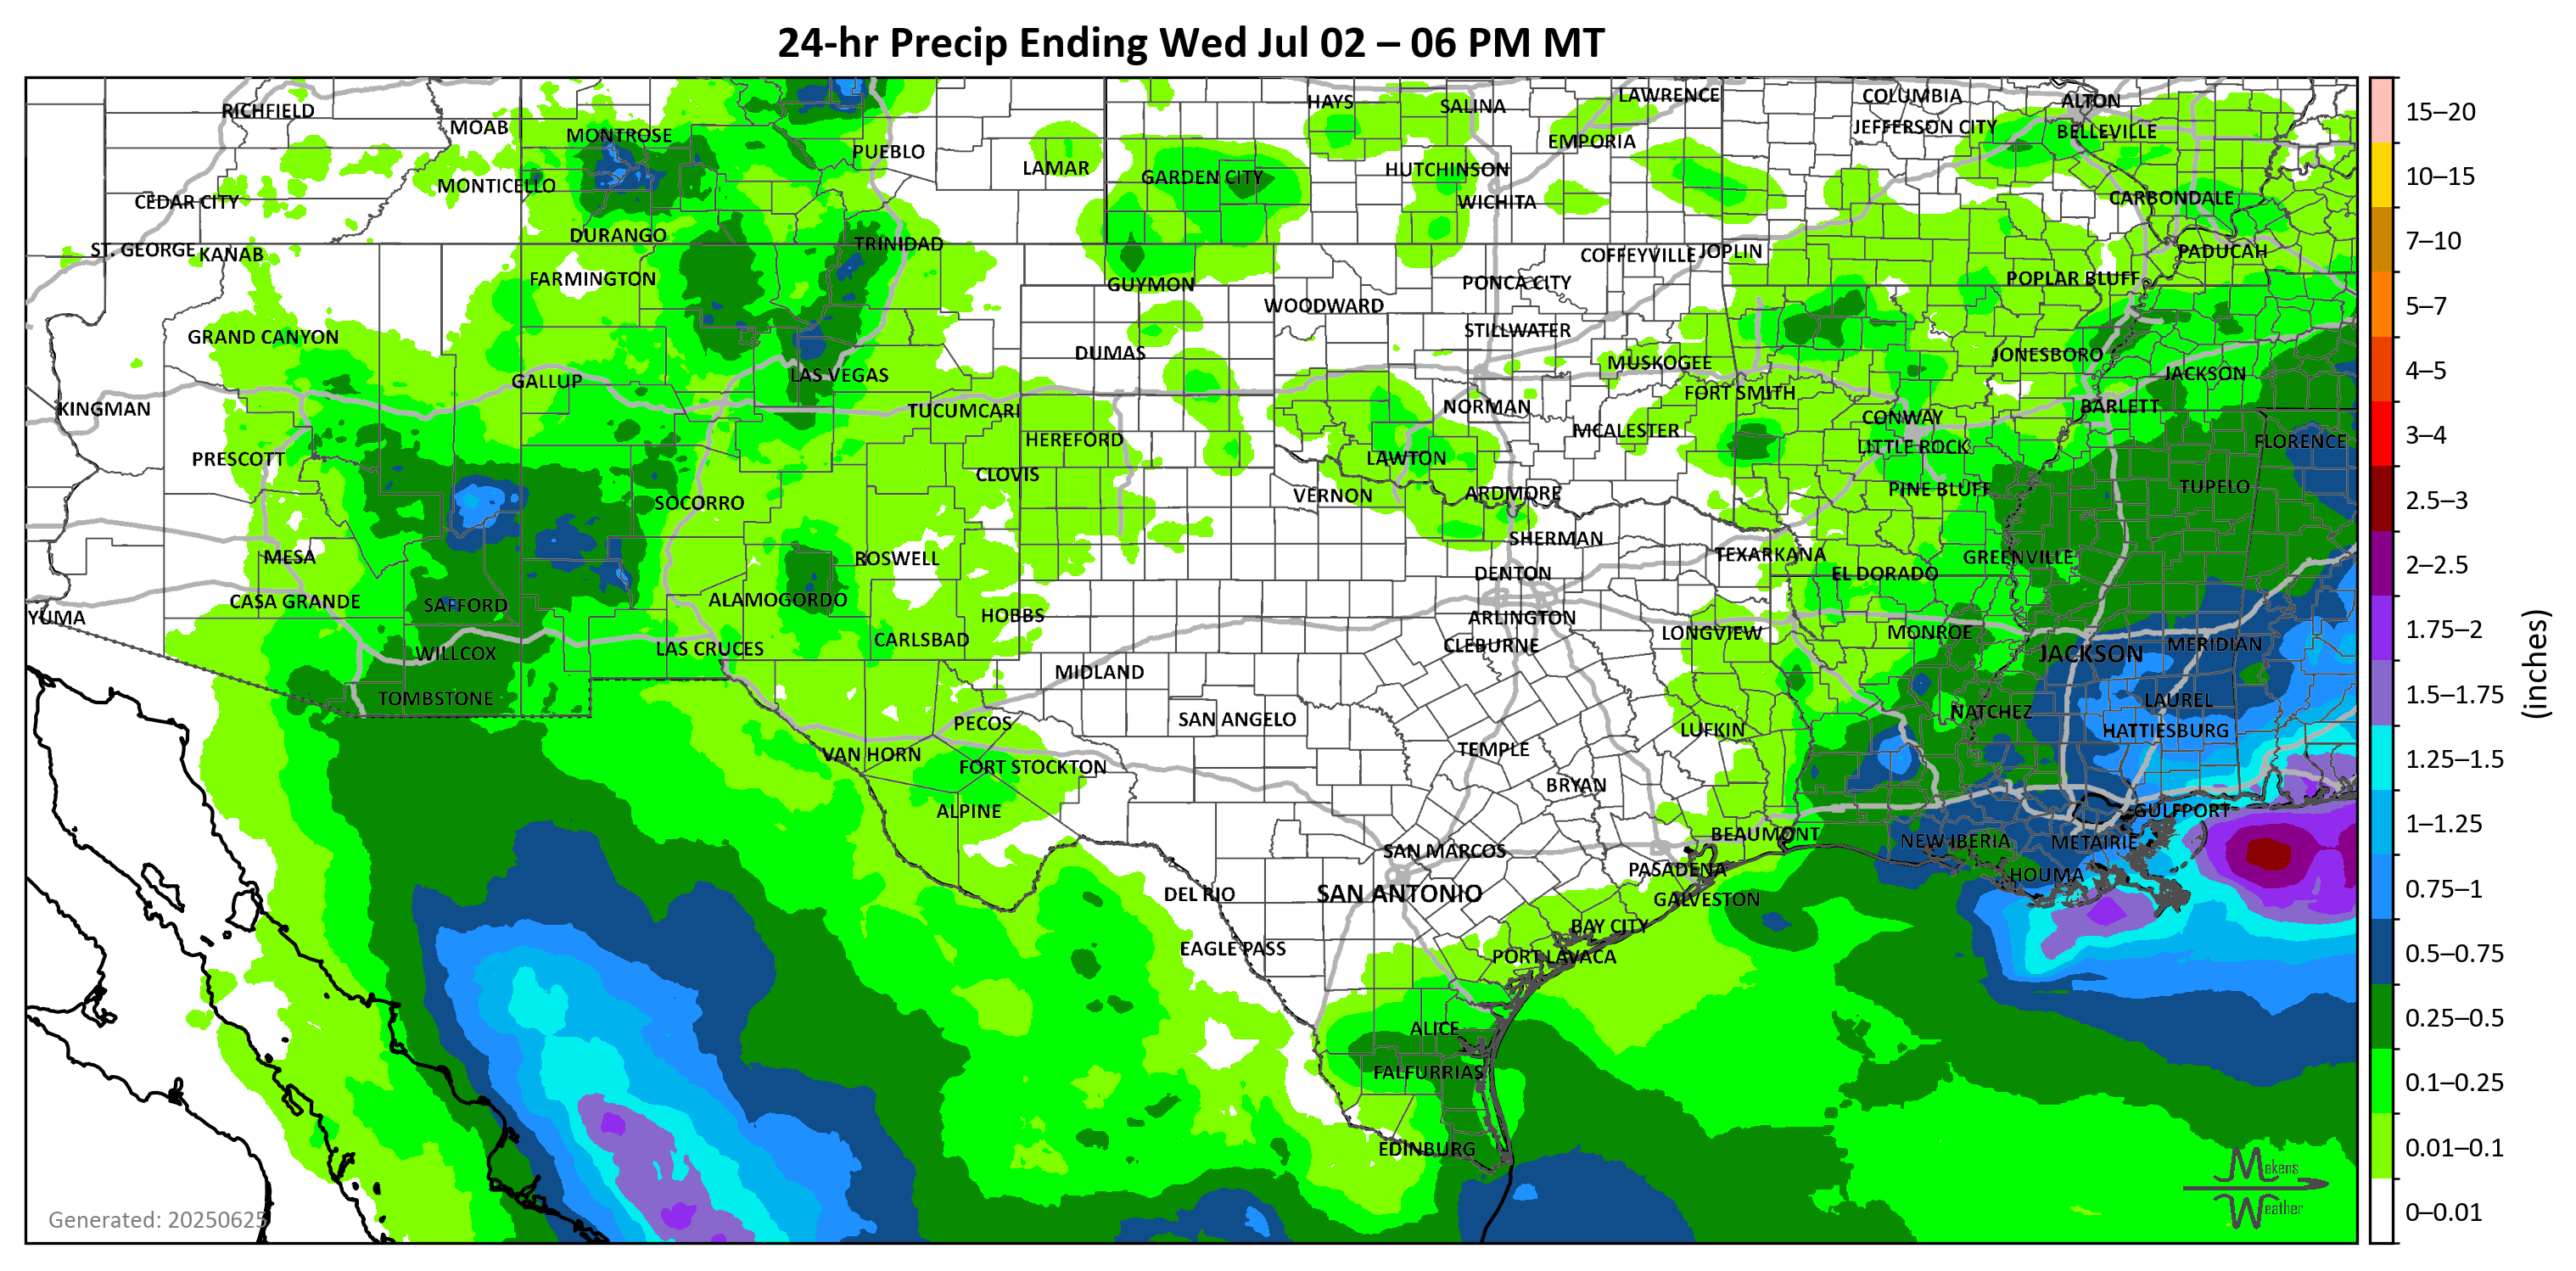 24-hr Precip Ending Wed Jul 02 – 06 PM MT
RICHFIELD
MOAB
MONTROSE
PUEBLO
LAMAR
HAYS
SALINA
LAWRENCE
COLUMBIA
ALTON
JEFFERSON CITY
BELLEVILLE
EMPORIA
HUTCHINSON
GARDEN CITY
MONTICELLO
CEDAR CITY
WICHITA
CARBONDALE
DURANGO
TRINIDAD
ST. GEORGE
KANAB
COFFEYVILLE
JOPLIN
PADUCAH
FARMINGTON
GUYMON
PONCA CITY
POPLAR BLUFF
WOODWARD
GRAND CANYON
STILLWATER
DUMAS
JONESBORO
MUSKOGEE
GALLUP
LAS VEGAS
JACKSON
FORT SMITH
KINGMAN
TUCUMCARI
NORMAN
BARLETT
CONWAY
HEREFORD
MCALESTER
FLORENCE
LITTLE ROCK
PRESCOTT
LAWTON
CLOVIS
TUPELO
PINE BLUFF
SOCORRO
VERNON
ARDMORE
SHERMAN
MESA
ROSWELL
TEXARKANA
GREENVILLE
DENTON
EL DORADO
CASA GRANDE
SAFFORD
ALAMOGORDO
YUMA
HOBBS
ARLINGTON
CARLSBAD
LONGVIEW
MONROE
LAS CRUCES
CLEBURNE
MERIDIAN
WILLCOX
JACKSON
MIDLAND
TOMBSTONE
LAUREL
NATCHEZ
PECOS
SAN ANGELO
LUFKIN
HATTIESBURG
VAN HORN
TEMPLE
FORT STOCKTON
BRYAN
ALPINE
GULFPORT
BEAUMONT
NEW IBERIA
METAIRIE
SAN MARCOS
PASADENA
HOUMA
DEL RIO
SAN ANTONIO
GALVESTON
BAY CITY
EAGLE PASS
PORT LAVACA
ALICE
FALFURRIAS
EDINBURG
Generated: 20250625
Makens
Weather
15–20
10–15
7–10
5–7
4–5
3–4
2.5–3
2–2.5
1.75–2
1.5–1.75
1.25–1.5
1–1.25
0.75–1
0.5–0.75
0.25–0.5
0.1–0.25
0.01–0.1
0–0.01
(inches)